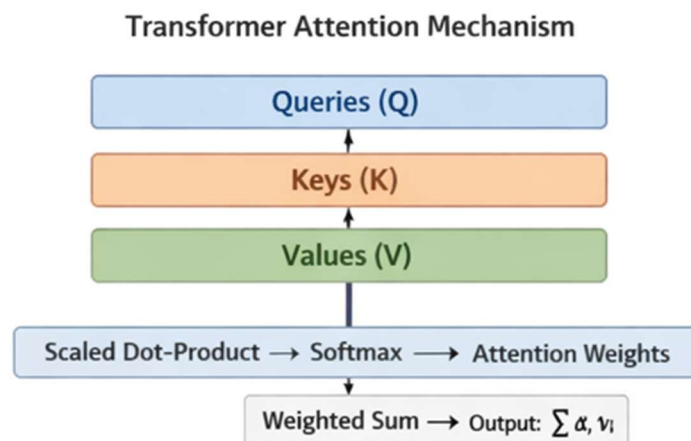 Transformer Attention Mechanism
Queries (Q)
Keys (K)
Values (V)
Scaled Dot-Product → Softmax → Attention Weights
Weighted Sum → Output: ∑ α, vᵢ